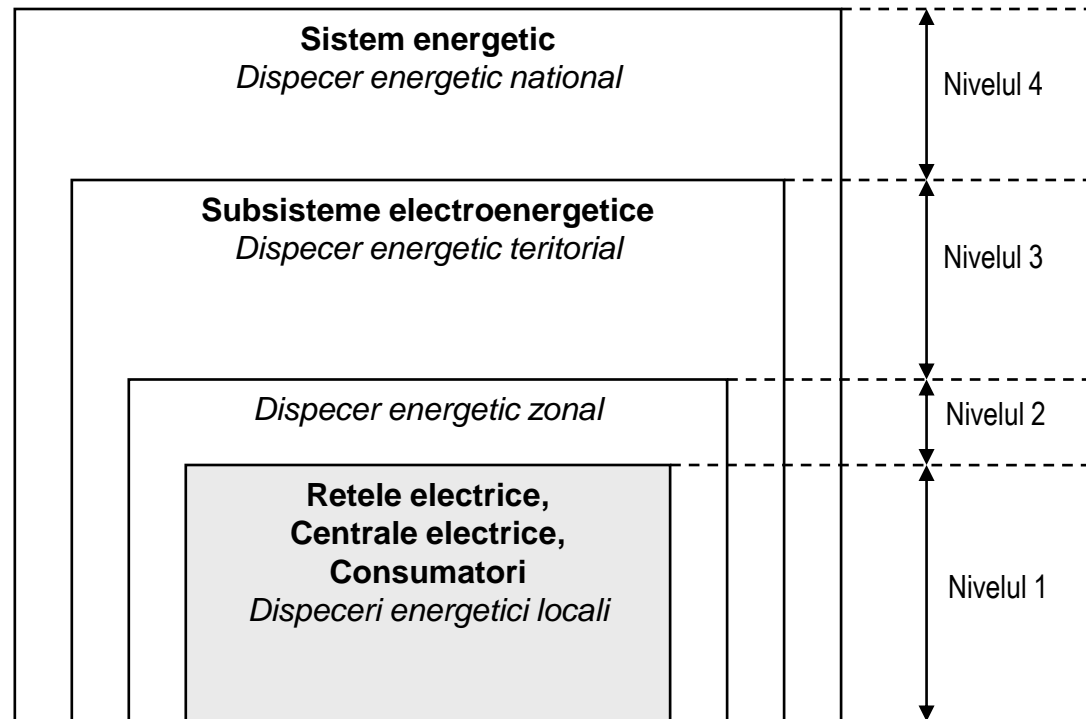 Sistem energetic
Dispecer energetic national
Nivelul 4
Subsisteme electroenergetice
Dispecer energetic teritorial
Nivelul 3
Dispecer energetic zonal
Nivelul 2
Retele electrice,
Centrale electrice,
Consumatori
Dispeceri energetici locali
Nivelul 1